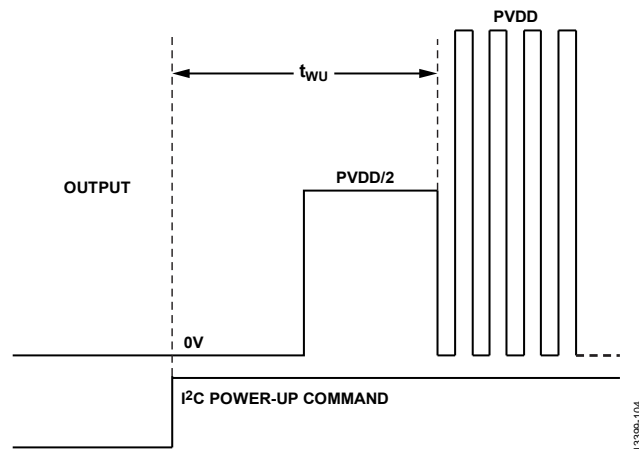 PVDD
tWU
PVDD/2
OUTPUT
0V
I²C POWER-UP COMMAND
13399-104